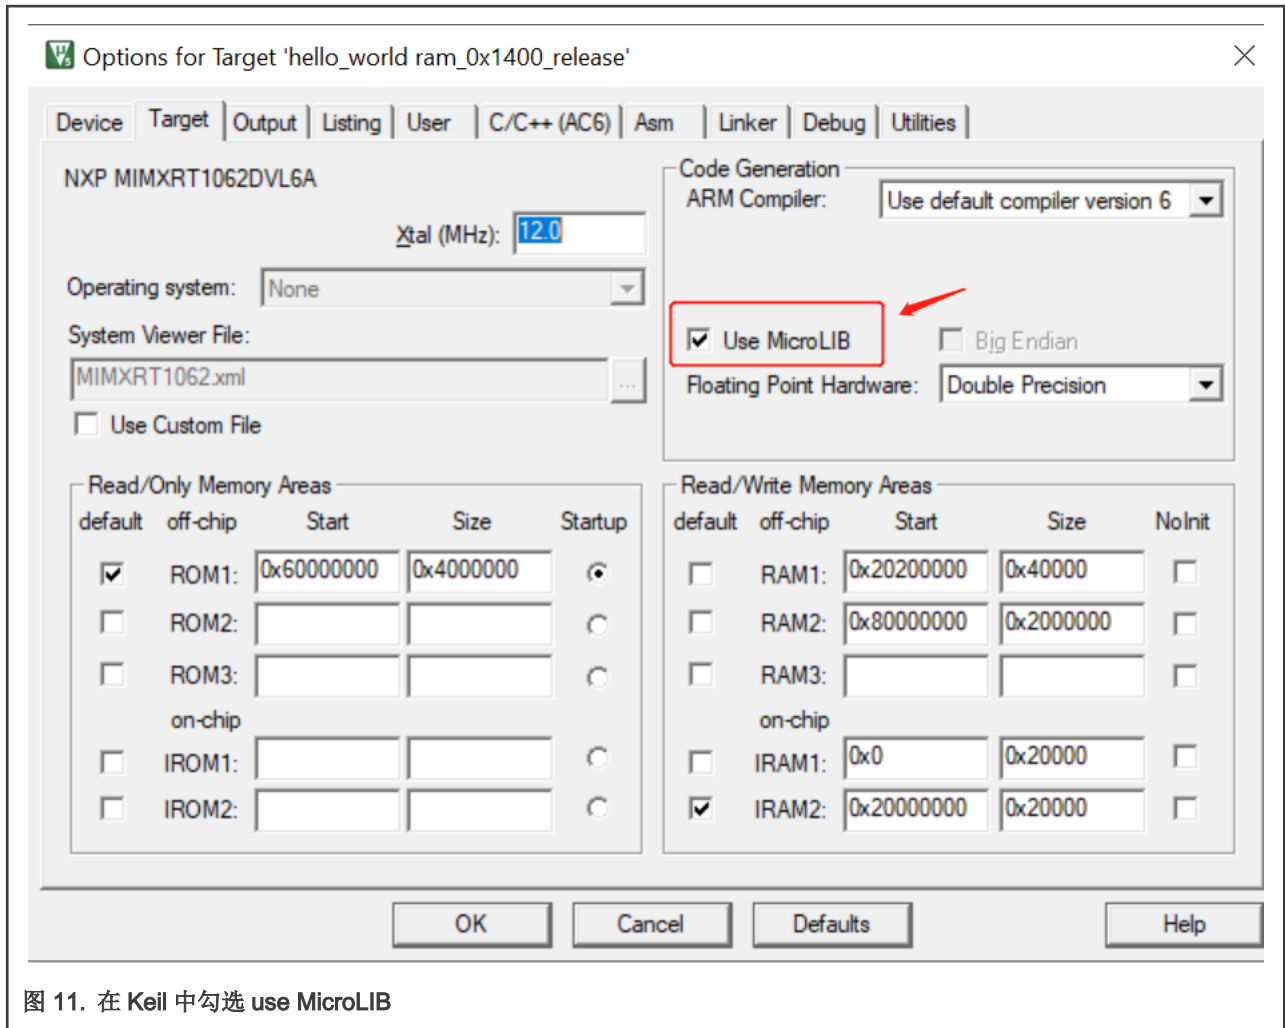 Options for Target 'hello_world ram_0x1400_release'
Device Target Output Listing User C/C++ (AC6) Asm Linker Debug Utilities
NXP MIMXRT1062DVL6A
Xtal (MHz): 12.0
Operating system: None
System Viewer File:
MIMXRT1062.xml ...
Use Custom File
Code Generation
ARM Compiler: Use default compiler version 6
Use MicroLIB Big Endian
Floating Point Hardware: Double Precision
Read/Only Memory Areas
default off-chip Start Size Startup
ROM1: 0x60000000 0x4000000
ROM2:
ROM3:
on-chip
IROM1:
IROM2:
Read/Write Memory Areas
default off-chip Start Size NoInit
RAM1: 0x20200000 0x40000
RAM2: 0x80000000 0x2000000
RAM3:
on-chip
IRAM1: 0x0 0x20000
IRAM2: 0x20000000 0x20000
OK Cancel Defaults Help
图 11. 在 Keil 中勾选 use MicroLIB